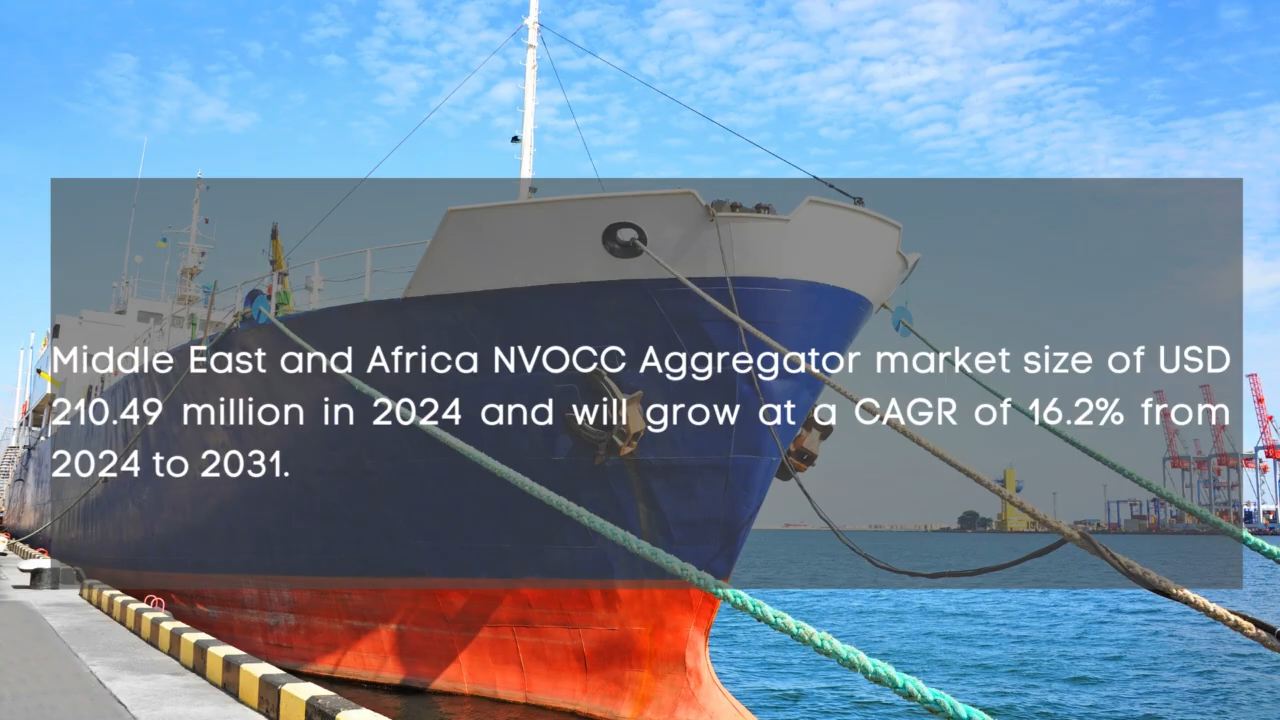 Middle East and Africa NVOCC Aggregator market size of USD
210.49 million in 2024 and will grow at a CAGR of 16.2% from
2024 to 2031.